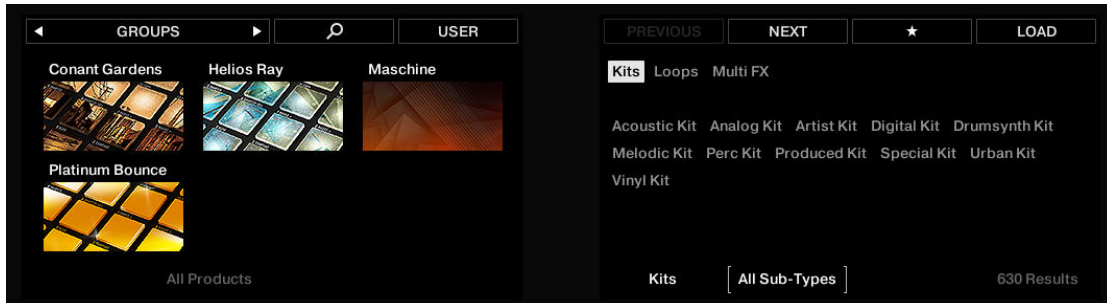 GROUPS USER
Conant Gardens Helios Ray Maschine
Platinum Bounce
All Products
PREVIOUS NEXT LOAD
Kits Loops Multi FX
Acoustic Kit Analog Kit Artist Kit Digital Kit Drumsynth Kit
Melodic Kit Perc Kit Produced Kit Special Kit Urban Kit
Vinyl Kit
Kits All Sub-Types 630 Results